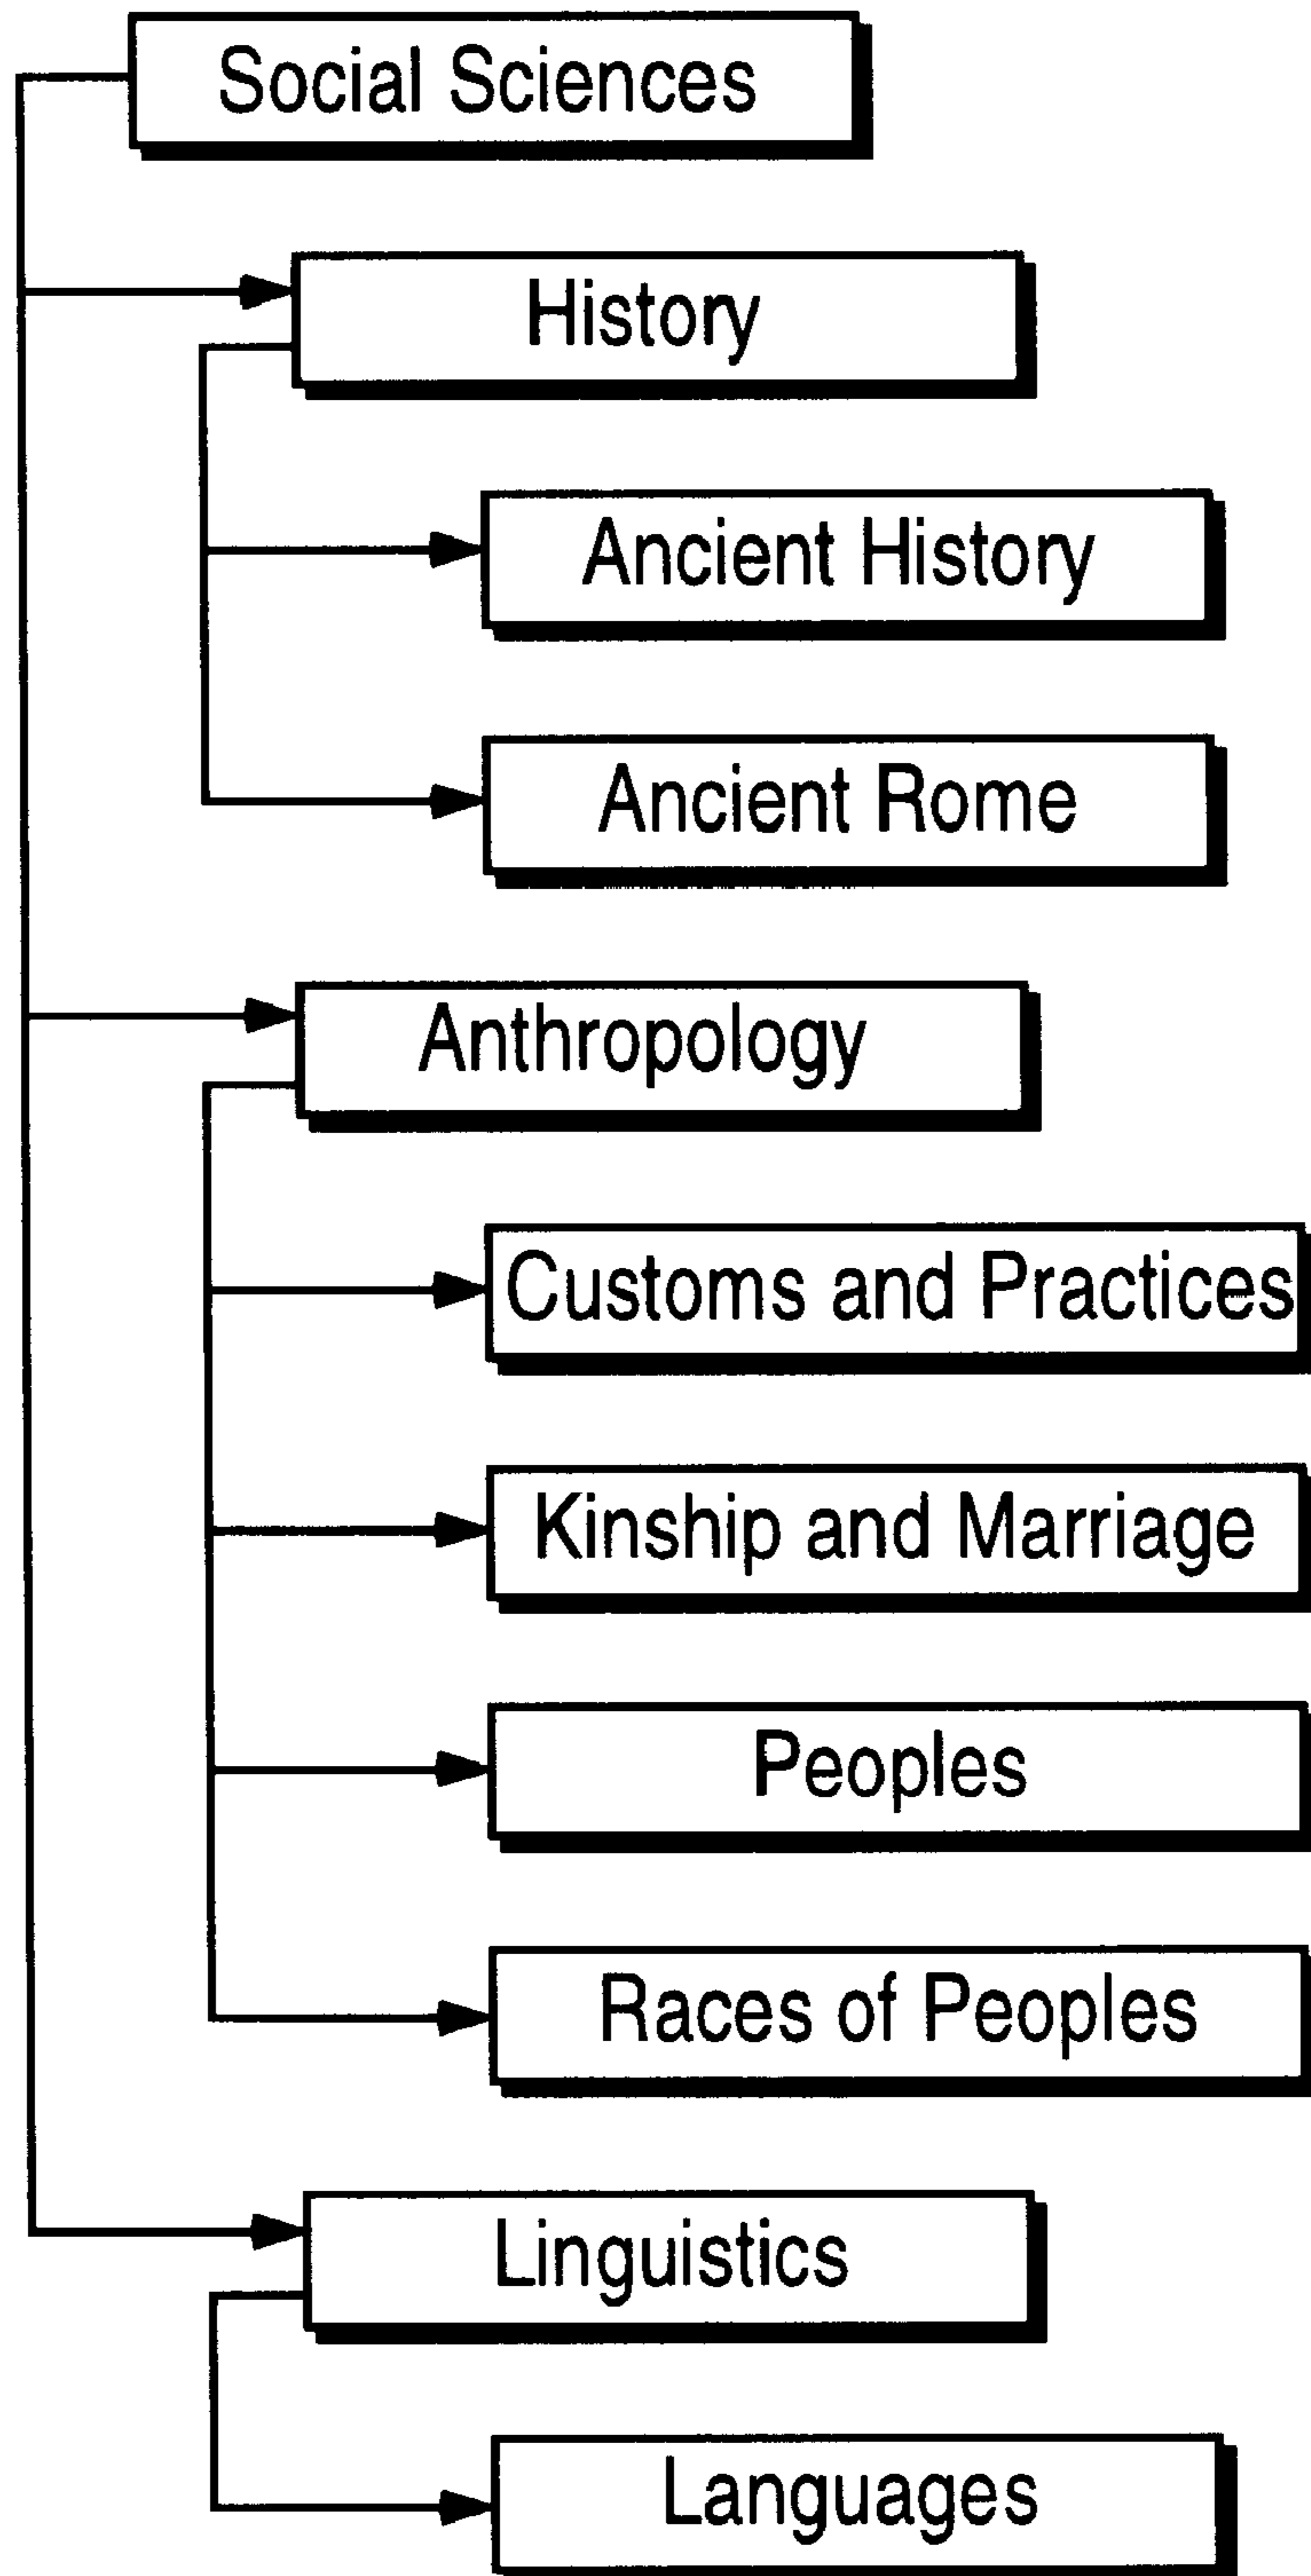 Social Sciences
History
Ancient History
Ancient Rome
Anthropology
Customs and Practices
Kinship and Marriage
Peoples
Races of Peoples
Linguistics
Languages